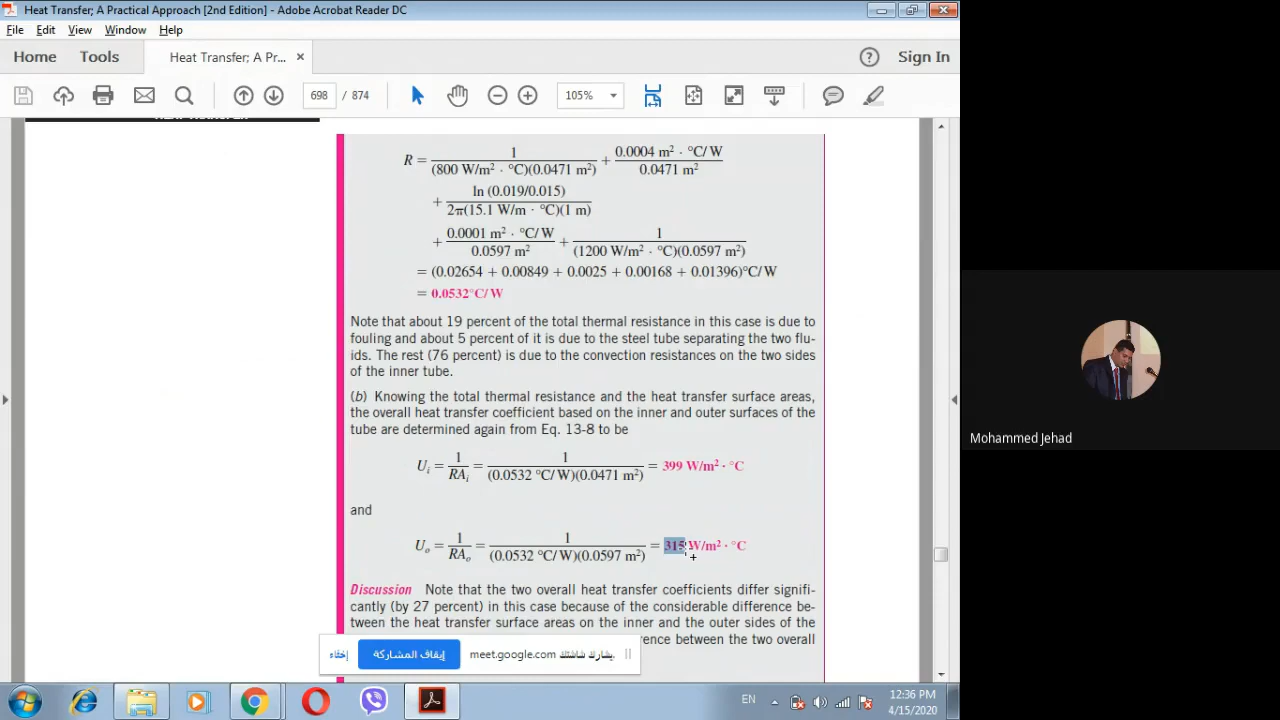 Heat Transfer; A Practical Approach [2nd Edition] - Adobe Acrobat Reader DC
File Edit View Window Help
Home Tools Heat Transfer; A Pr... × Sign In
698 / 874 105%
R = 1 / (800 W/m² · °C)(0.0471 m²) + 0.0004 m² · °C/W / 0.0471 m²
+ ln (0.019/0.015) / 2π(15.1 W/m · °C)(1 m)
+ 0.0001 m² · °C/W / 0.0597 m² + 1 / (1200 W/m² · °C)(0.0597 m²)
= (0.02654 + 0.00849 + 0.0025 + 0.00168 + 0.01396)°C/W
= 0.0532°C/W
Note that about 19 percent of the total thermal resistance in this case is due to
fouling and about 5 percent of it is due to the steel tube separating the two flu-
ids. The rest (76 percent) is due to the convection resistances on the two sides
of the inner tube.
(b) Knowing the total thermal resistance and the heat transfer surface areas,
the overall heat transfer coefficient based on the inner and outer surfaces of the
tube are determined again from Eq. 13-8 to be
Uᵢ = 1 / RAᵢ = 1 / (0.0532 °C/W)(0.0471 m²) = 399 W/m² · °C
and
Uₒ = 1 / RAₒ = 1 / (0.0532 °C/W)(0.0597 m²) = 315 W/m² · °C
Discussion Note that the two overall heat transfer coefficients differ signifi-
cantly (by 27 percent) in this case because of the considerable difference be-
tween the heat transfer surface areas on the inner and the outer sides of the
rence between the two overall
إخفاء إيقاف المشاركة meet.google.com يشارك شاشتك.
Mohammed Jehad
EN 12:36 PM
4/15/2020